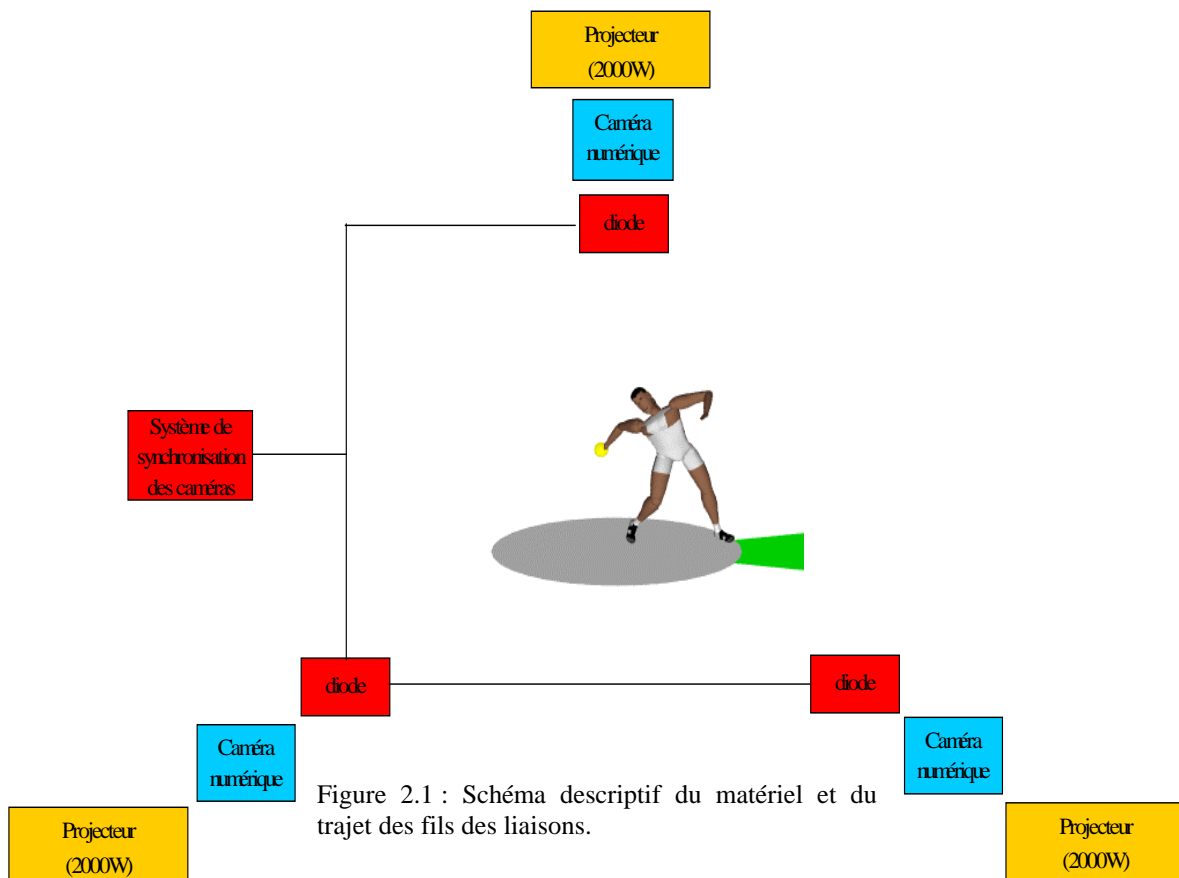 Projecteur
(2000W)
Caméra
numérique
diode
Système de
synchronisation
des caméras
diode
diode
Caméra
numérique
Caméra
numérique
Figure 2.1 : Schéma descriptif du matériel et du
trajet des fils des liaisons.
Projecteur
(2000W)
Projecteur
(2000W)